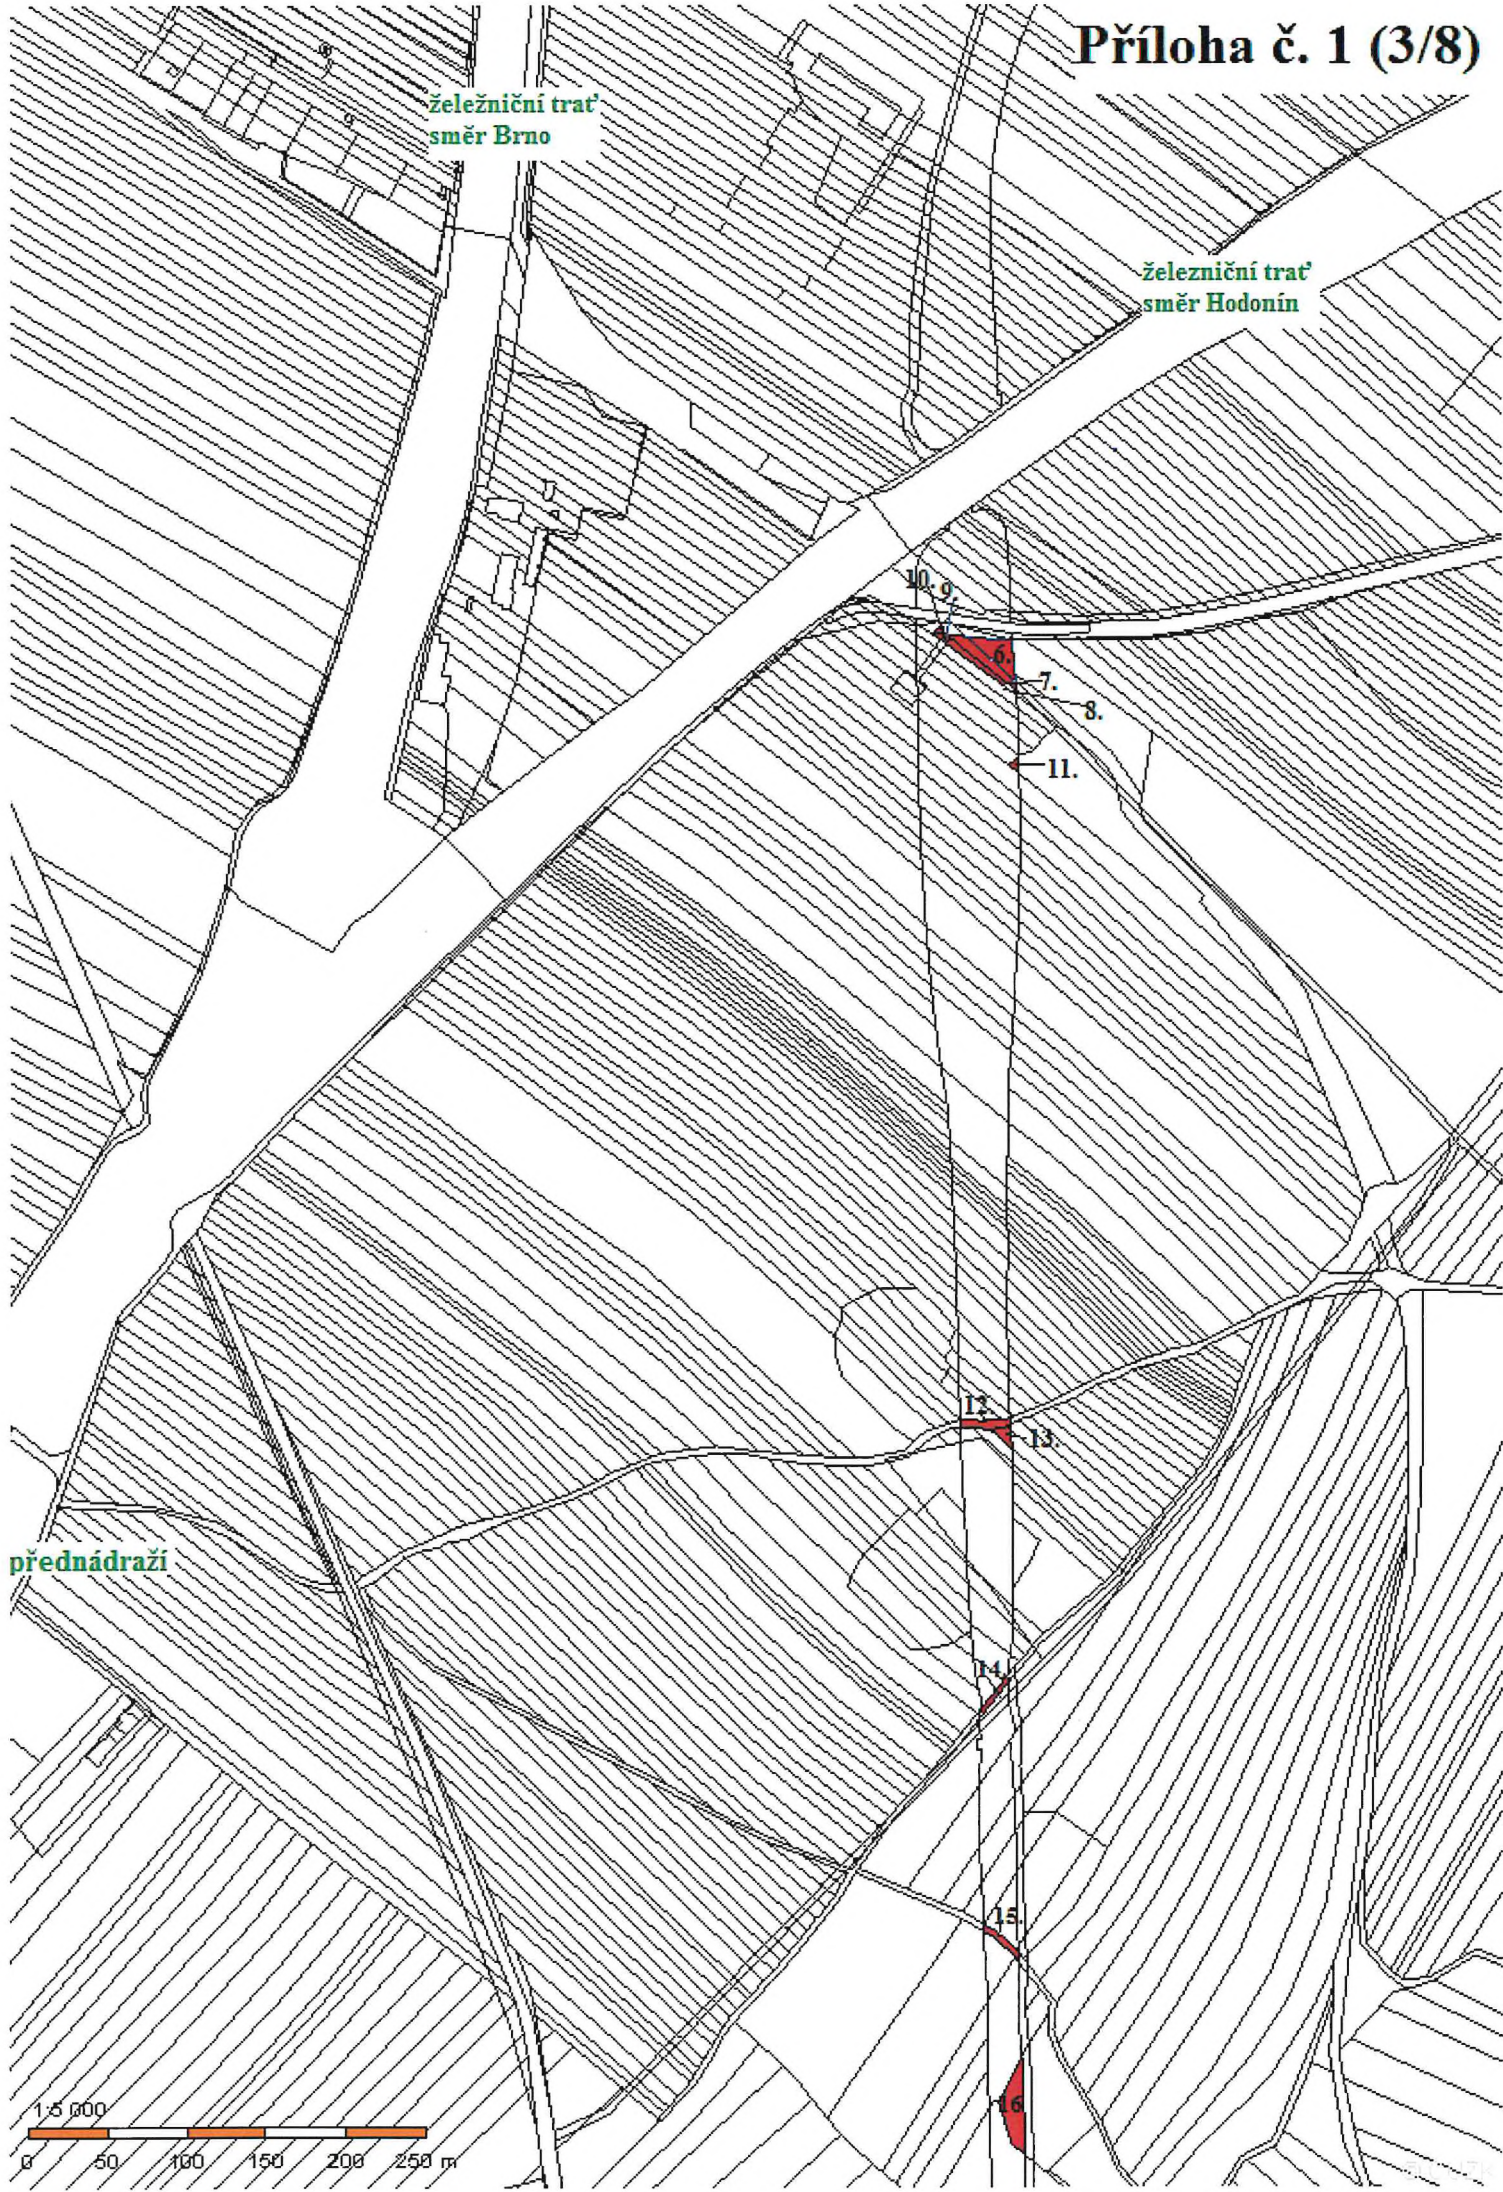 Příloha č. 1 (3/8)
želežniční trať
směr Brno
železniční trať
směr Hodonín
10.
9.
6.
7.
8.
11.
12.
13.
přednádraží
14.
15.
16
1:5 000
0 50 100 150 200 250 m